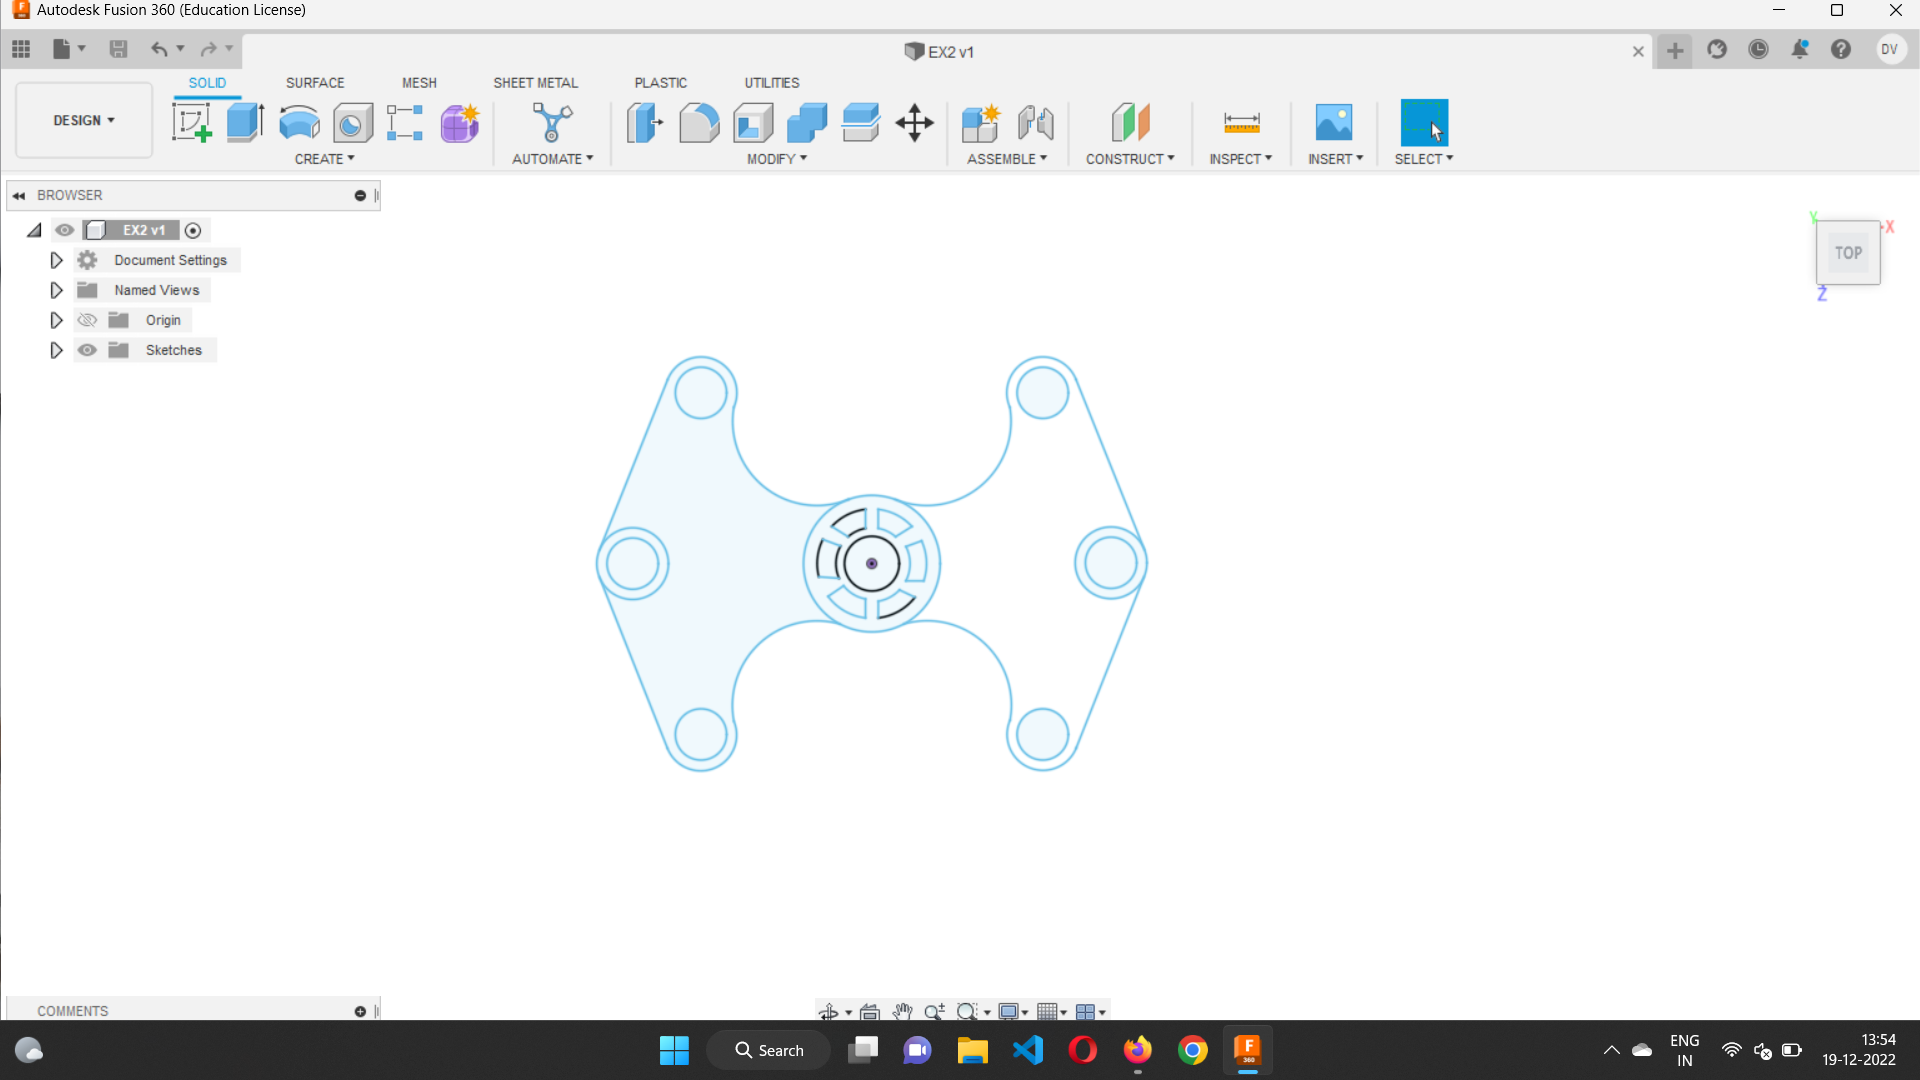 Autodesk Fusion 360 (Education License)
EX2 v1
DV
DESIGN
SOLID SURFACE MESH SHEET METAL PLASTIC UTILITIES
CREATE AUTOMATE MODIFY ASSEMBLE CONSTRUCT INSPECT INSERT SELECT
BROWSER
EX2 v1
Document Settings
Named Views
Origin
Sketches
Y
X
TOP
Z
COMMENTS
Search
F
360
ENG
IN
13:54
19-12-2022